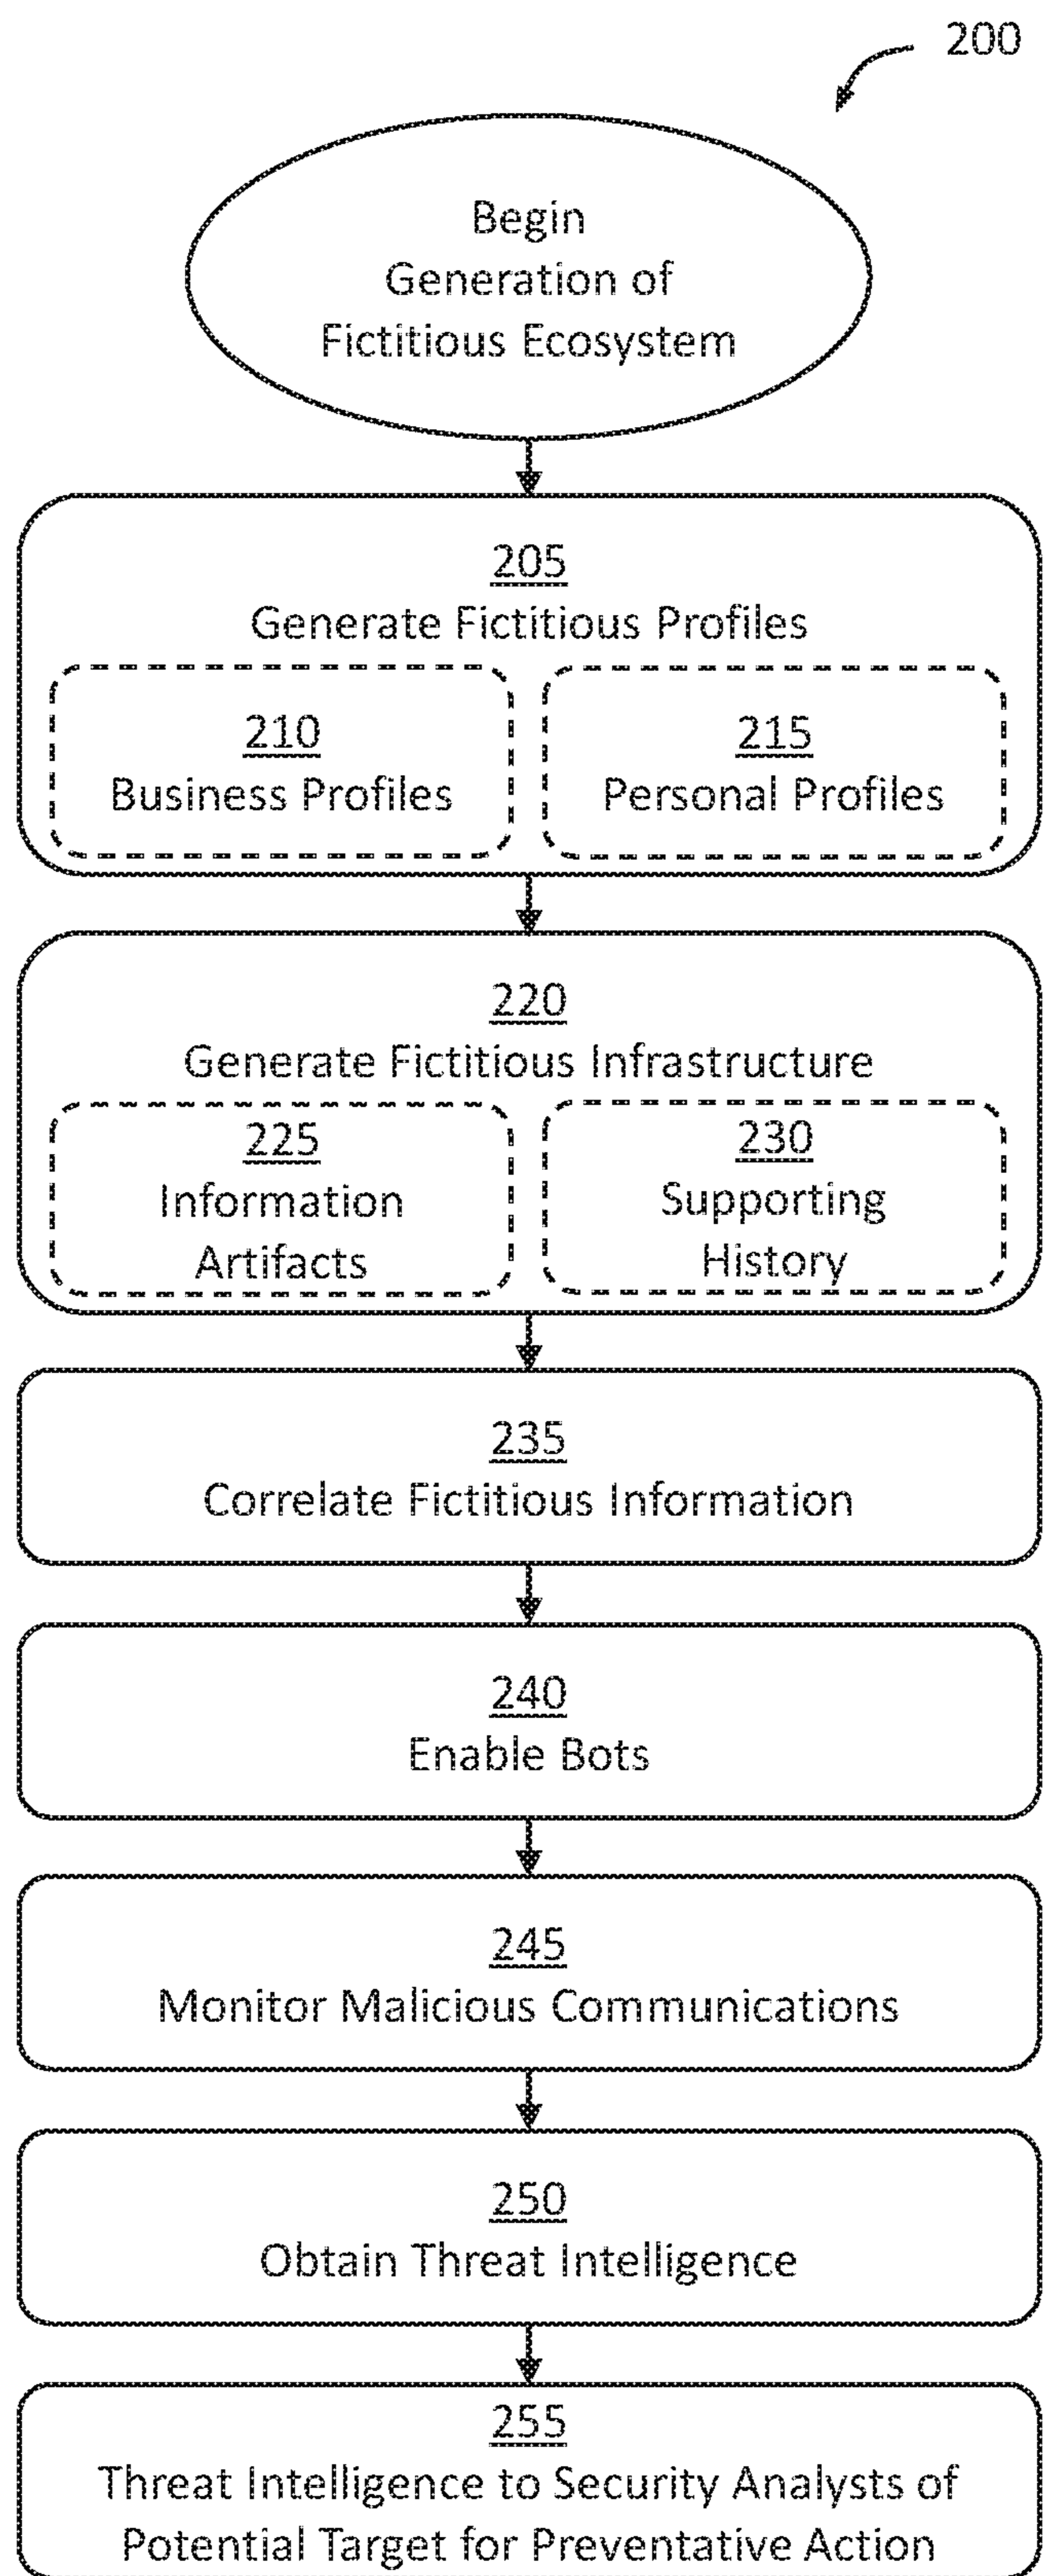 200
Begin
Generation of
Fictitious Ecosystem
205
Generate Fictitious Profiles
210
Business Profiles
215
Personal Profiles
220
Generate Fictitious Infrastructure
225
Information
Artifacts
230
Supporting
History
235
Correlate Fictitious Information
240
Enable Bots
245
Monitor Malicious Communications
250
Obtain Threat Intelligence
255
Threat Intelligence to Security Analysts of
Potential Target for Preventative Action